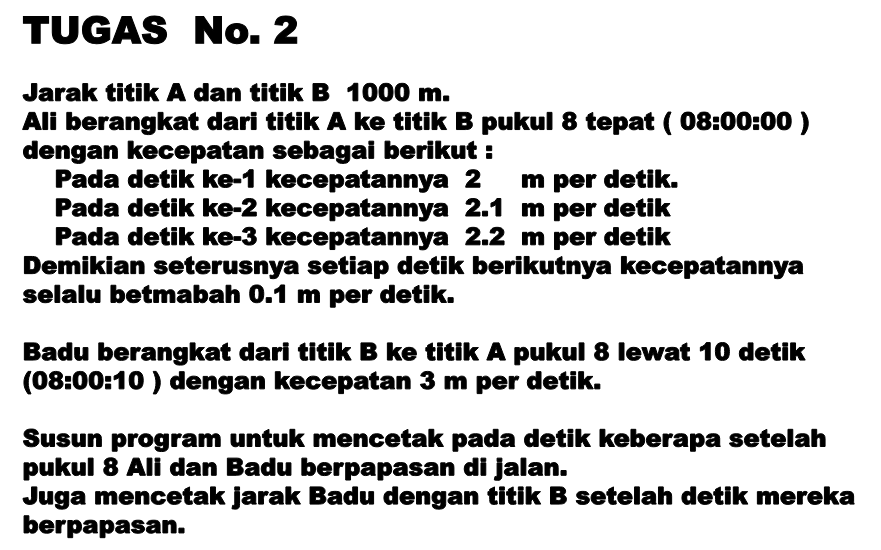 TUGAS No. 2
Jarak titik A dan titik B 1000 m.
Ali berangkat dari titik A ke titik B pukul 8 tepat ( 08:00:00 )
dengan kecepatan sebagai berikut :
Pada detik ke-1 kecepatannya 2 m per detik.
Pada detik ke-2 kecepatannya 2.1 m per detik
Pada detik ke-3 kecepatannya 2.2 m per detik
Demikian seterusnya setiap detik berikutnya kecepatannya
selalu betmabah 0.1 m per detik.
Badu berangkat dari titik B ke titik A pukul 8 lewat 10 detik
(08:00:10 ) dengan kecepatan 3 m per detik.
Susun program untuk mencetak pada detik keberapa setelah
pukul 8 Ali dan Badu berpapasan di jalan.
Juga mencetak jarak Badu dengan titik B setelah detik mereka
berpapasan.